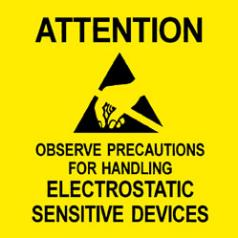 ATTENTION
OBSERVE PRECAUTIONS
FOR HANDLING
ELECTROSTATIC
SENSITIVE DEVICES